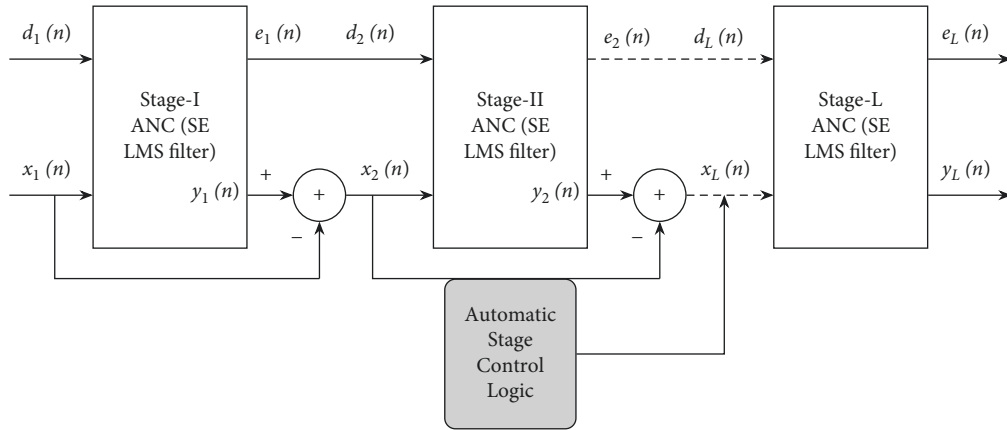 d1 (n)
e1 (n)
d2 (n)
e2 (n)
dL (n)
eL (n)
Stage-I
ANC (SE
LMS filter)
Stage-II
ANC (SE
LMS filter)
Stage-L
ANC (SE
LMS filter)
x1 (n)
y1 (n)
+
+
−
x2 (n)
y2 (n)
+
+
−
xL (n)
yL (n)
Automatic
Stage
Control
Logic